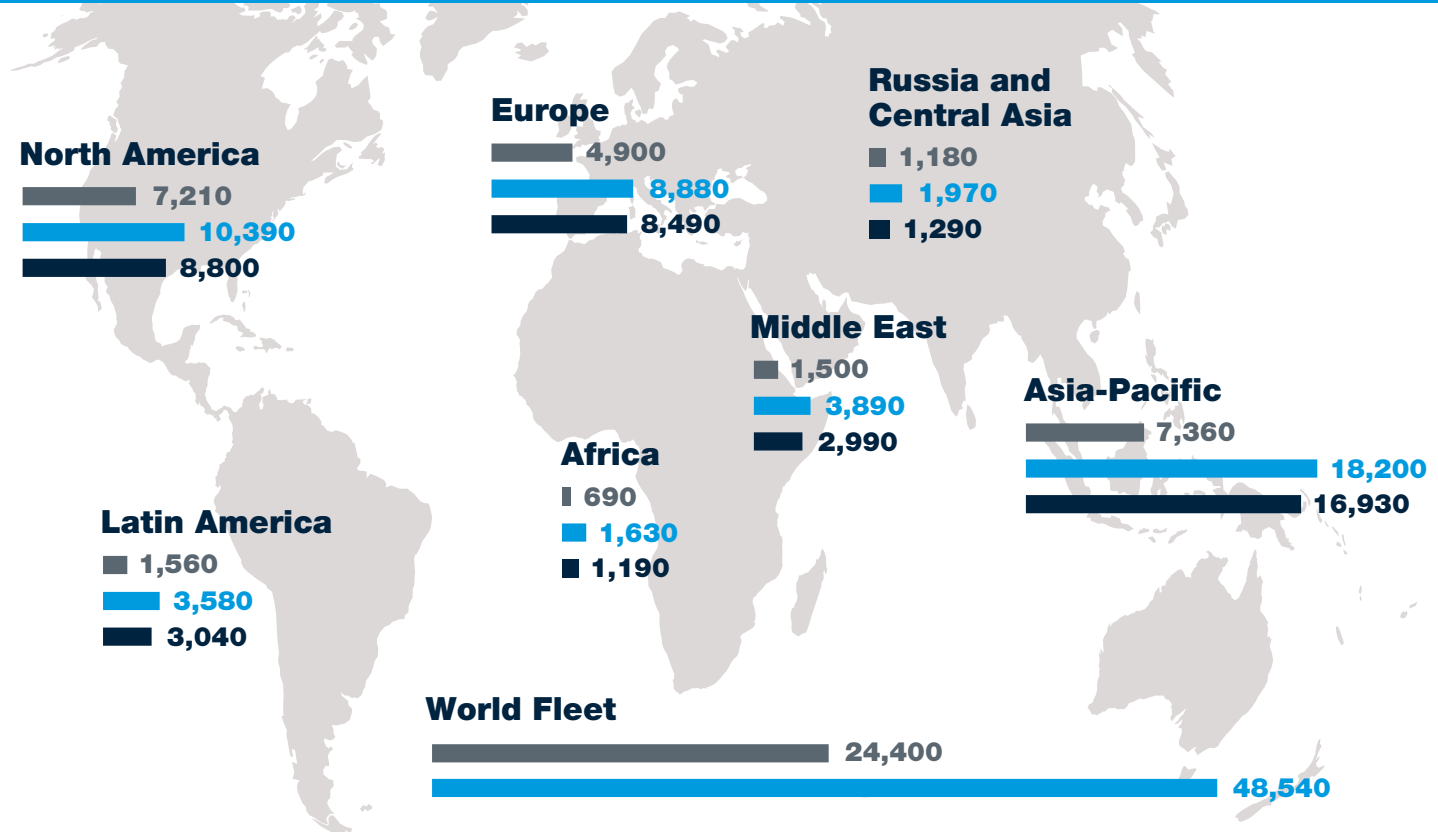 North America
7,210
10,390
8,800
Europe
4,900
8,880
8,490
Russia and
Central Asia
1,180
1,970
1,290
Middle East
1,500
3,890
2,990
Asia-Pacific
7,360
18,200
16,930
Africa
690
1,630
1,190
Latin America
1,560
3,580
3,040
World Fleet
24,400
48,540